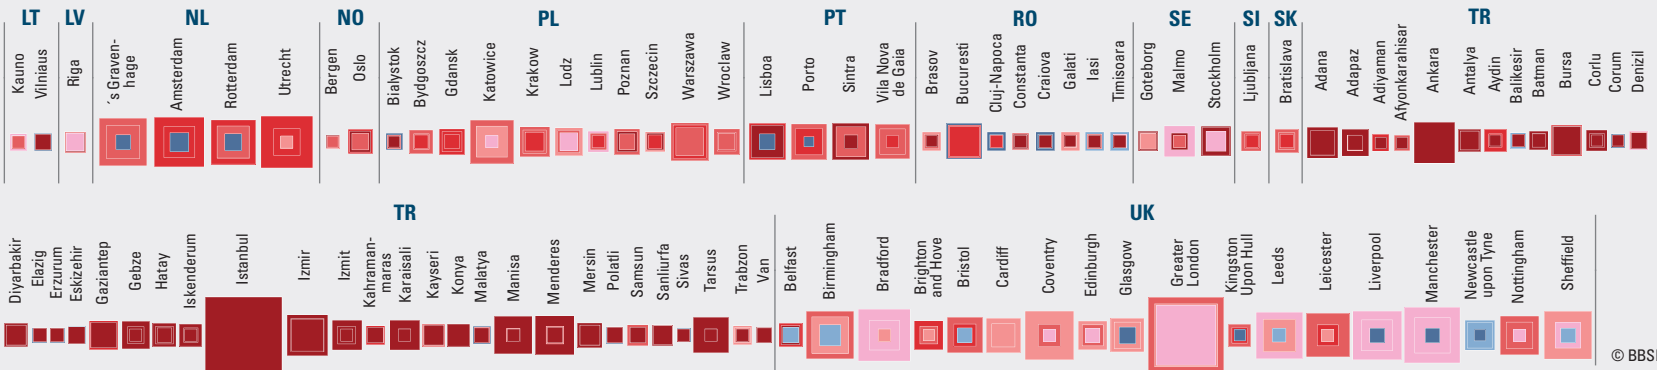 LT LV NL NO PL PT RO SE SI SK TR
Kauno
Vilniaus
Riga
´s Graven-
hage
Amsterdam
Rotterdam
Utrecht
Bergen
Oslo
Bialystok
Bydgoszcz
Gdansk
Katowice
Krakow
Lodz
Lublin
Poznan
Szczecin
Warszawa
Wroclaw
Lisboa
Porto
Sintra
Vila Nova
de Gaia
Brasov
Bucuresti
Cluj-Napoca
Constanta
Craiova
Galati
Iasi
Timisoara
Goteborg
Malmo
Stockholm
Ljubjana
Bratislava
Adana
Adapaz
Adiyaman
Afyonkarahisar
Ankara
Antalya
Aydin
Balikesir
Batman
Bursa
Corlu
Corum
Denizil
TR UK
Diyarbakir
Elazig
Erzurum
Eskizehir
Gaziantep
Gebze
Hatay
Iskenderum
Istanbul
Izmir
Izmit
Kahraman-
maras
Karaisali
Kayseri
Konya
Malatya
Manisa
Menderes
Mersin
Polatli
Samsun
Sanliurfa
Sivas
Tarsus
Trabzon
Van
Belfast
Birmingham
Bradford
Brighton
and Hove
Bristol
Cardiff
Coventry
Edinburgh
Glasgow
Greater
London
Kingston
Upon Hull
Leeds
Leicester
Liverpool
Manchester
Newcastle
upon Tyne
Nottingham
Sheffield